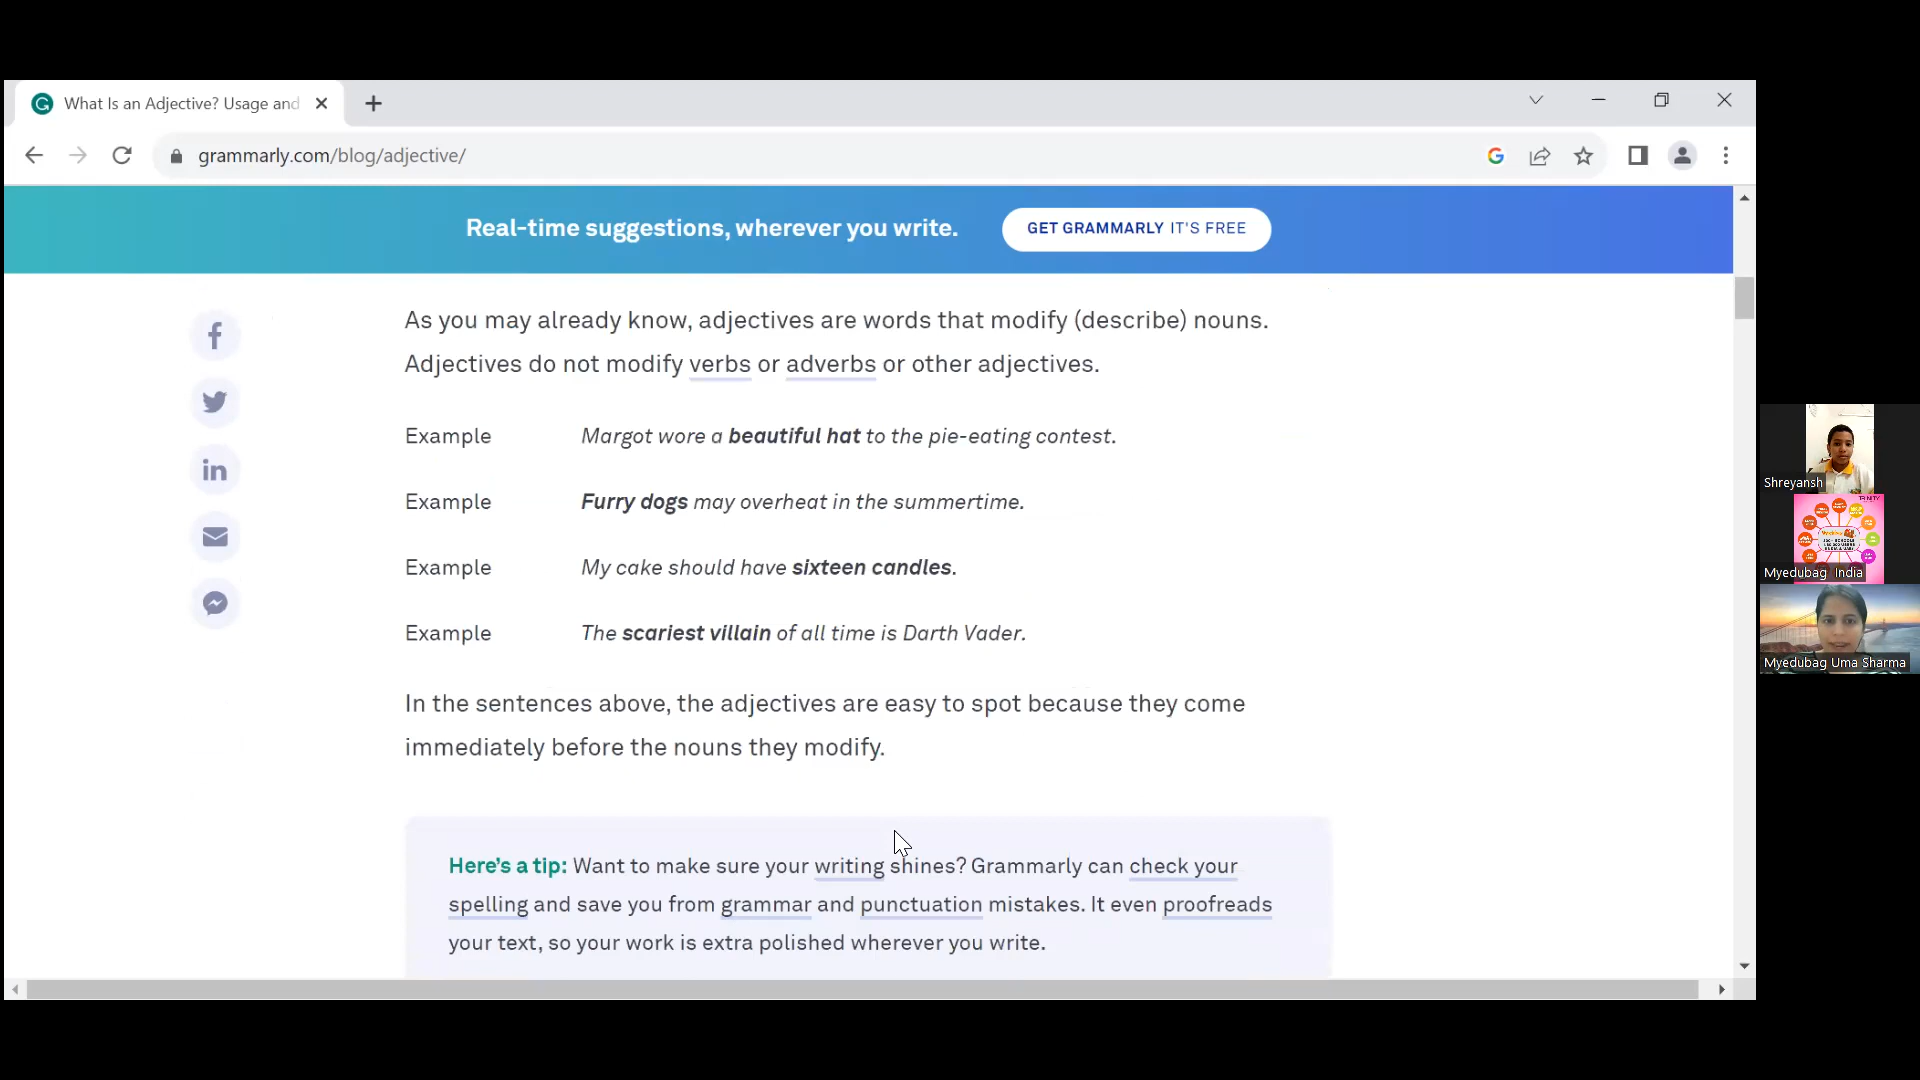 What Is an Adjective? Usage and
grammarly.com/blog/adjective/
Real-time suggestions, wherever you write.
GET GRAMMARLY IT'S FREE
As you may already know, adjectives are words that modify (describe) nouns.
Adjectives do not modify verbs or adverbs or other adjectives.
Example Margot wore a beautiful hat to the pie-eating contest.
Example Furry dogs may overheat in the summertime.
Example My cake should have sixteen candles.
Example The scariest villain of all time is Darth Vader.
In the sentences above, the adjectives are easy to spot because they come
immediately before the nouns they modify.
Here's a tip: Want to make sure your writing shines? Grammarly can check your
spelling and save you from grammar and punctuation mistakes. It even proofreads
your text, so your work is extra polished wherever you write.
Shreyansh
TRINITY
Myedubag India
Myedubag Uma Sharma